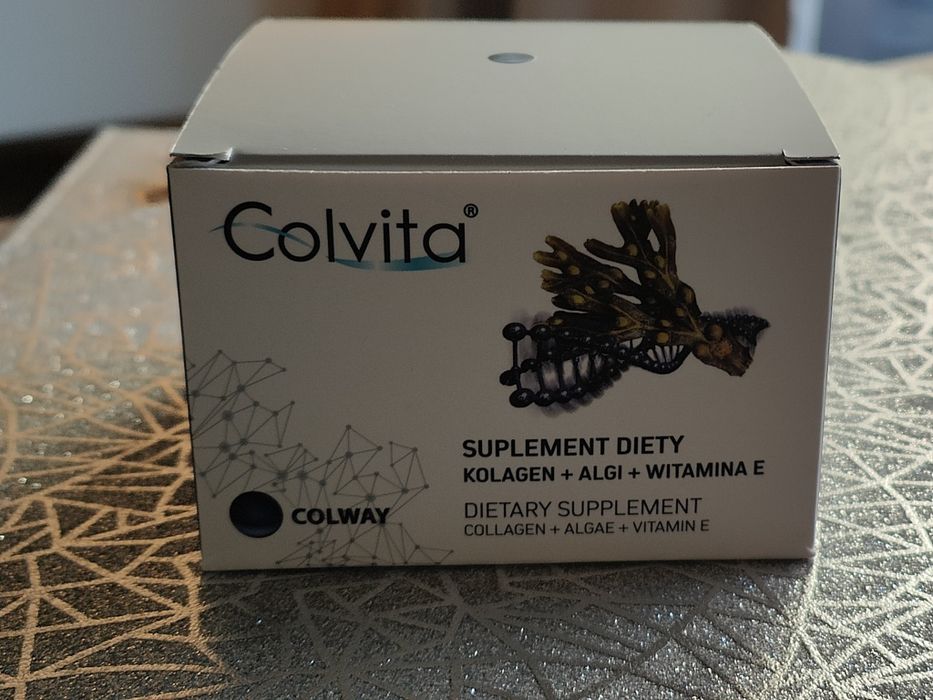 Colvita®
SUPLEMENT DIETY
KOLAGEN + ALGI + WITAMINA E
DIETARY SUPPLEMENT
COLLAGEN + ALGAE + VITAMIN E
COLWAY